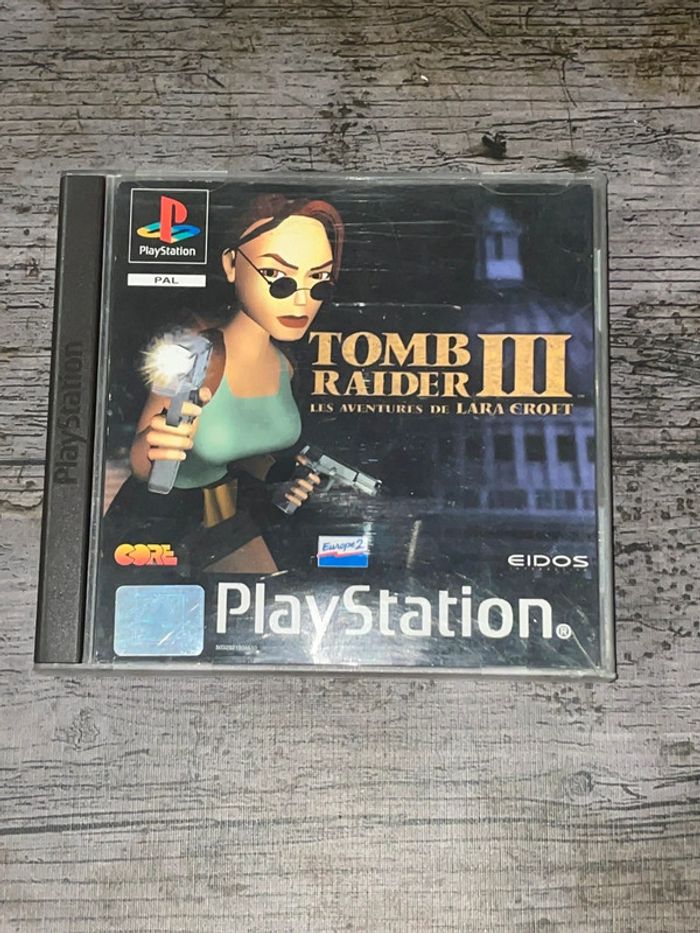 PlayStation
PlayStation
PAL
TOMB
RAIDER III
LES AVENTURES DE LARA CROFT
CORE
Europe 2
EIDOS
PlayStation®